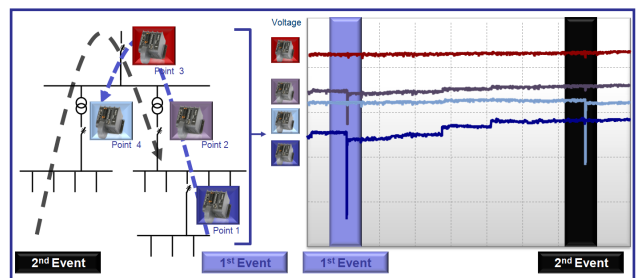 Voltage
Point 3
Point 4
Point 2
Point 1
2nd Event
1st Event
1st Event
2nd Event